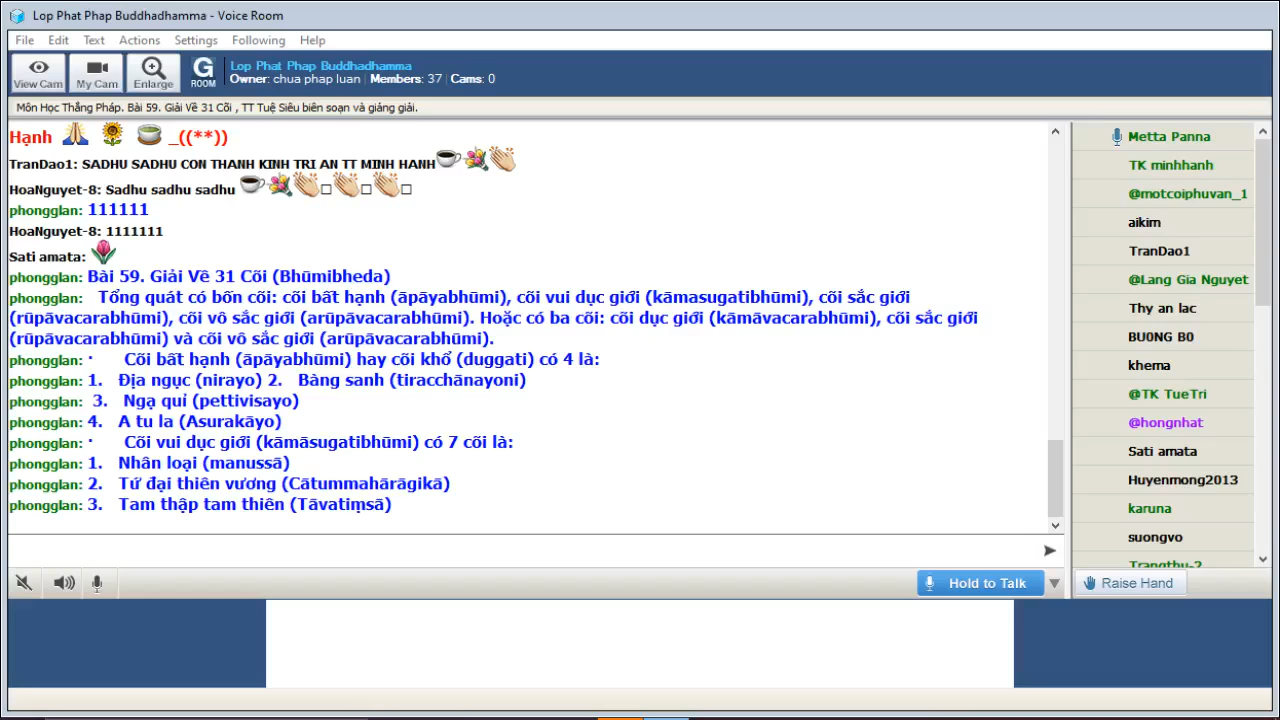 Lop Phat Phap Buddhadhamma - Voice Room
File Edit Text Actions Settings Following Help
View Cam My Cam Enlarge G ROOM
Lop Phat Phap Buddhadhamma
Owner: chua phap luan | Members: 37 | Cams: 0
Môn Học Thắng Pháp. Bài 59. Giải Về 31 Cõi , TT Tuệ Siêu biên soạn và giảng giải.
Hạnh _((**))
TranDao1: SADHU SADHU CON THANH KINH TRI AN TT MINH HANH
HoaNguyet-8: Sadhu sadhu sadhu
phongglan: 111111
HoaNguyet-8: 1111111
Sati amata:
phongglan: Bài 59. Giải Về 31 Cõi (Bhūmibheda)
phongglan: Tổng quát có bốn cõi: cõi bất hạnh (āpāyabhūmi), cõi vui dục giới (kāmasugatibhūmi), cõi sắc giới
(rūpāvacarabhūmi), cõi vô sắc giới (arūpāvacarabhūmi). Hoặc có ba cõi: cõi dục giới (kāmāvacarabhūmi), cõi sắc giới
(rūpāvacarabhūmi) và cõi vô sắc giới (arūpāvacarabhūmi).
phongglan: · Cõi bất hạnh (āpāyabhūmi) hay cõi khổ (duggati) có 4 là:
phongglan: 1. Địa ngục (nirayo) 2. Bàng sanh (tiracchānayoni)
phongglan: 3. Ngạ quỉ (pettivisayo)
phongglan: 4. A tu la (Asurakāyo)
phongglan: · Cõi vui dục giới (kāmāsugatibhūmi) có 7 cõi là:
phongglan: 1. Nhân loại (manussā)
phongglan: 2. Tứ đại thiên vương (Cātummahārāgikā)
phongglan: 3. Tam thập tam thiên (Tāvatiṃsā)
Metta Panna
TK minhhanh
@motcoiphuvan_1
aikim
TranDao1
@Lang Gia Nguyet
Thy an lac
BU0NG B0
khema
@TK TueTri
@hongnhat
Sati amata
Huyenmong2013
karuna
suongvo
Trangthu-2
Hold to Talk
Raise Hand